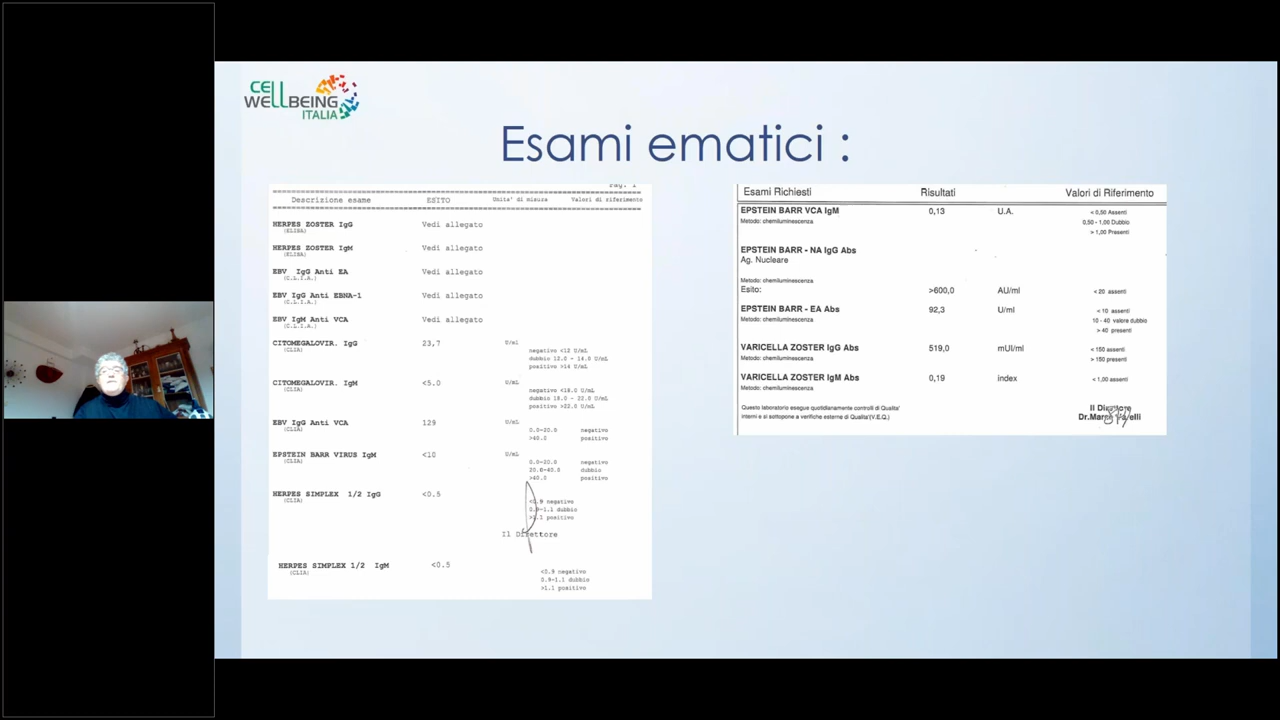 CELL
WELLBEING
ITALIA
Esami ematici :
Pag. 1
Descrizione esame ESITO Unita' di misura Valori di riferimento
HERPES ZOSTER IgG Vedi allegato
(ELISA)
HERPES ZOSTER IgM Vedi allegato
(ELISA)
EBV IgG Anti EA Vedi allegato
(C.L.I.A.)
EBV IgG Anti EBNA-1 Vedi allegato
(C.L.I.A.)
EBV IgM Anti VCA Vedi allegato
(C.L.I.A.)
CITOMEGALOVIR. IgG 23,7 U/mL
(CLIA) negativo <12 U/mL
dubbio 12.0 - 14.0 U/mL
positivo >14 U/mL
CITOMEGALOVIR. IgM <5.0 U/mL
(CLIA) negativo <18.0 U/mL
dubbio 18.0 - 22.0 U/mL
positivo >22.0 U/mL
EBV IgG Anti VCA 129 U/mL
(CLIA) 0.0-20.0 negativo
>40.0 positivo
EPSTEIN BARR VIRUS IgM <10 U/mL
(CLIA) 0.0-20.0 negativo
20.0-40.0 dubbio
>40.0 positivo
HERPES SIMPLEX 1/2 IgG <0.5
(CLIA) <0.9 negativo
0.9-1.1 dubbio
>1.1 positivo
Il Direttore
HERPES SIMPLEX 1/2 IgM <0.5
(CLIA) <0.9 negativo
0.9-1.1 dubbio
>1.1 positivo
Esami Richiesti Risultati Valori di Riferimento
EPSTEIN BARR VCA IgM 0,13 U.A. < 0,50 Assenti
Metodo: chemiluminescenza 0,50 - 1,00 Dubbio
> 1,00 Presenti
EPSTEIN BARR - NA IgG Abs
Ag. Nucleare
Metodo: chemiluminescenza
Esito: >600,0 AU/ml < 20 assenti
EPSTEIN BARR - EA Abs 92,3 U/ml < 10 assenti
Metodo: chemiluminescenza 10 - 40 valore dubbio
> 40 presenti
VARICELLA ZOSTER IgG Abs 519,0 mUI/ml < 150 assenti
Metodo: chemiluminescenza > 150 presenti
VARICELLA ZOSTER IgM Abs 0,19 index < 1,00 assenti
Metodo: chemiluminescenza
Questo laboratorio esegue quotidianamente controlli di Qualita' Il Direttore
interni e si sottopone a verifiche esterne di Qualita'(V.E.Q.)